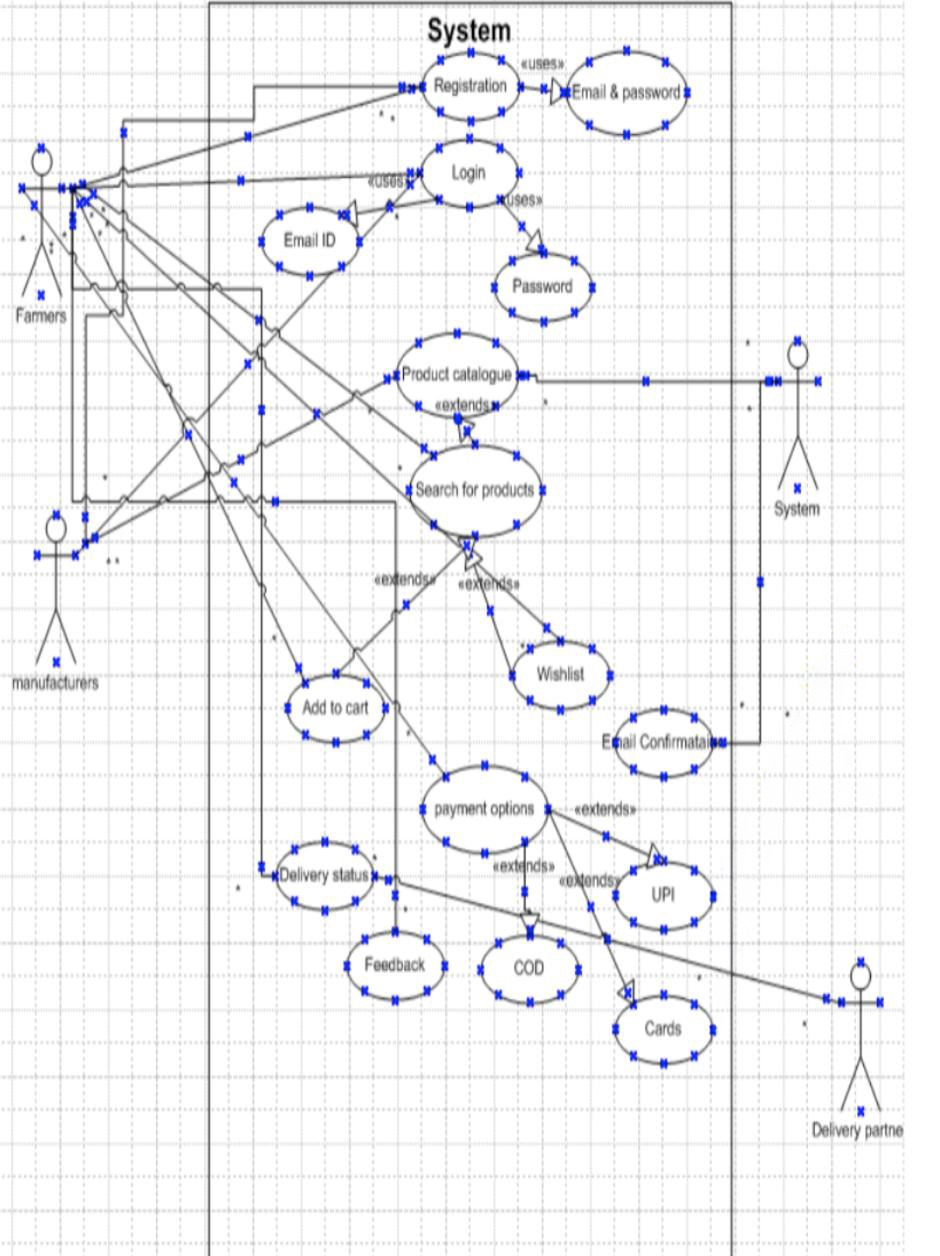 System
«uses»
Registration
Email & password
Login
«uses»
«uses»
Email ID
Password
Farmers
Product catalogue
«extends»
Search for products
System
«extends»
«extends»
Wishlist
manufacturers
Add to cart
Email Confirmatai
payment options
«extends»
«extends»
«extends»
Delivery status
UPI
Feedback
COD
Cards
Delivery partne